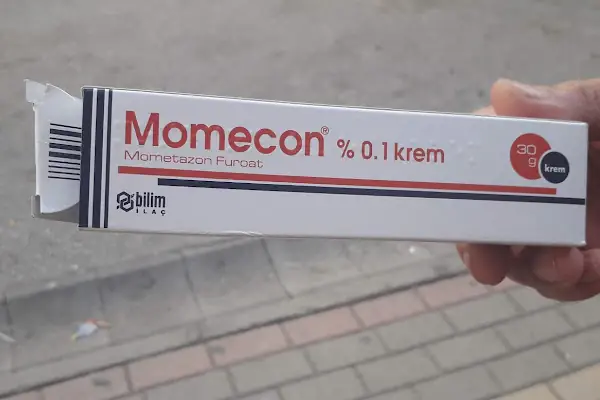 Momecon® % 0.1 krem
Mometazon Furoat
30 g
krem
bilim
İLAÇ